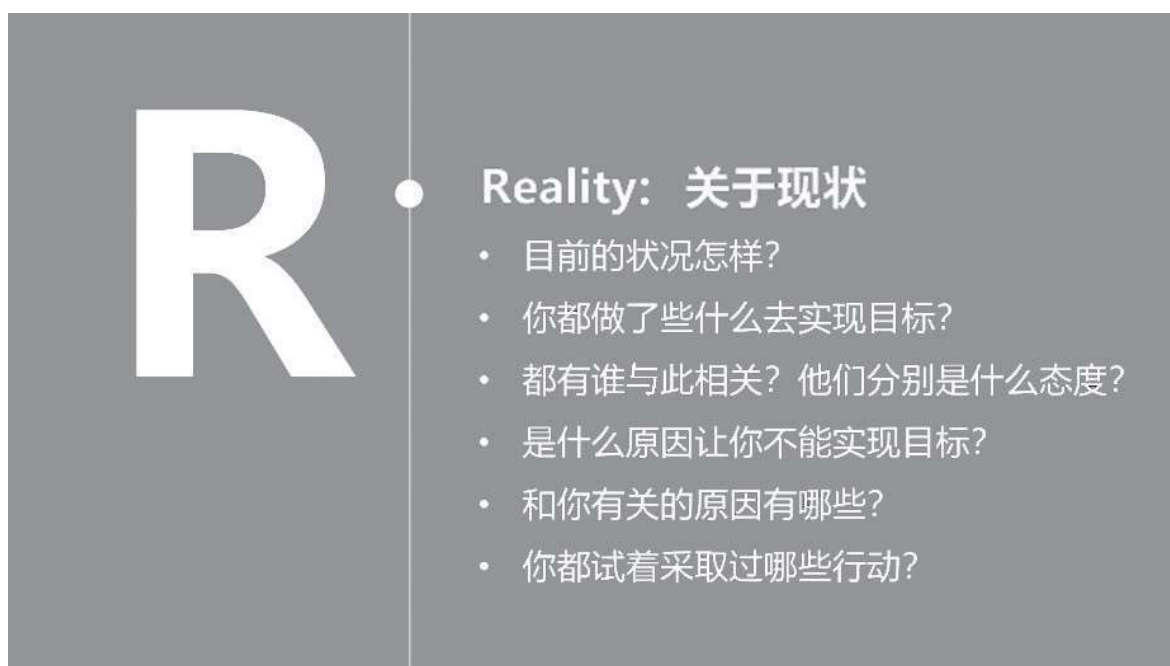 R
Reality: 关于现状
• 目前的状况怎样?
• 你都做了些什么去实现目标?
• 都有谁与此相关? 他们分别是什么态度?
• 是什么原因让你不能实现目标?
• 和你有关的原因有哪些?
• 你都试着采取过哪些行动?